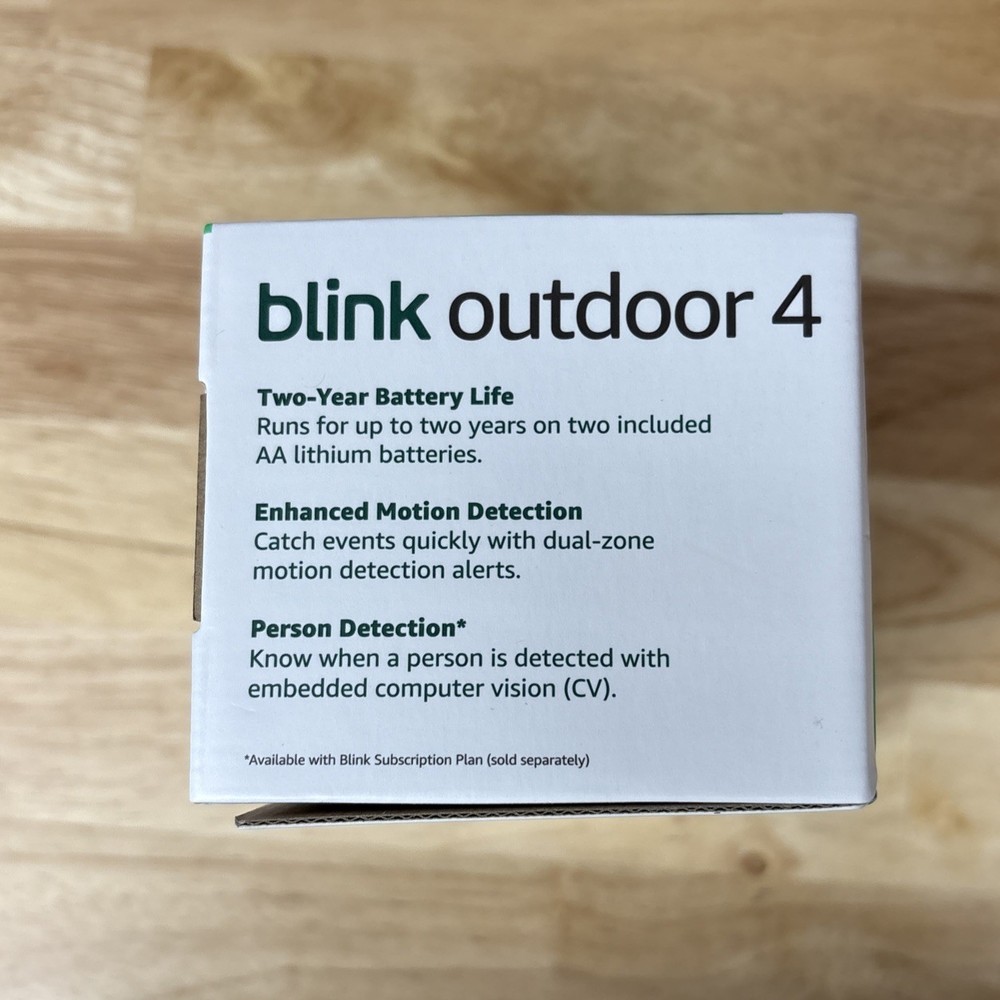 blink outdoor 4
Two-Year Battery Life
Runs for up to two years on two included
AA lithium batteries.
Enhanced Motion Detection
Catch events quickly with dual-zone
motion detection alerts.
Person Detection*
Know when a person is detected with
embedded computer vision (CV).
*Available with Blink Subscription Plan (sold separately)